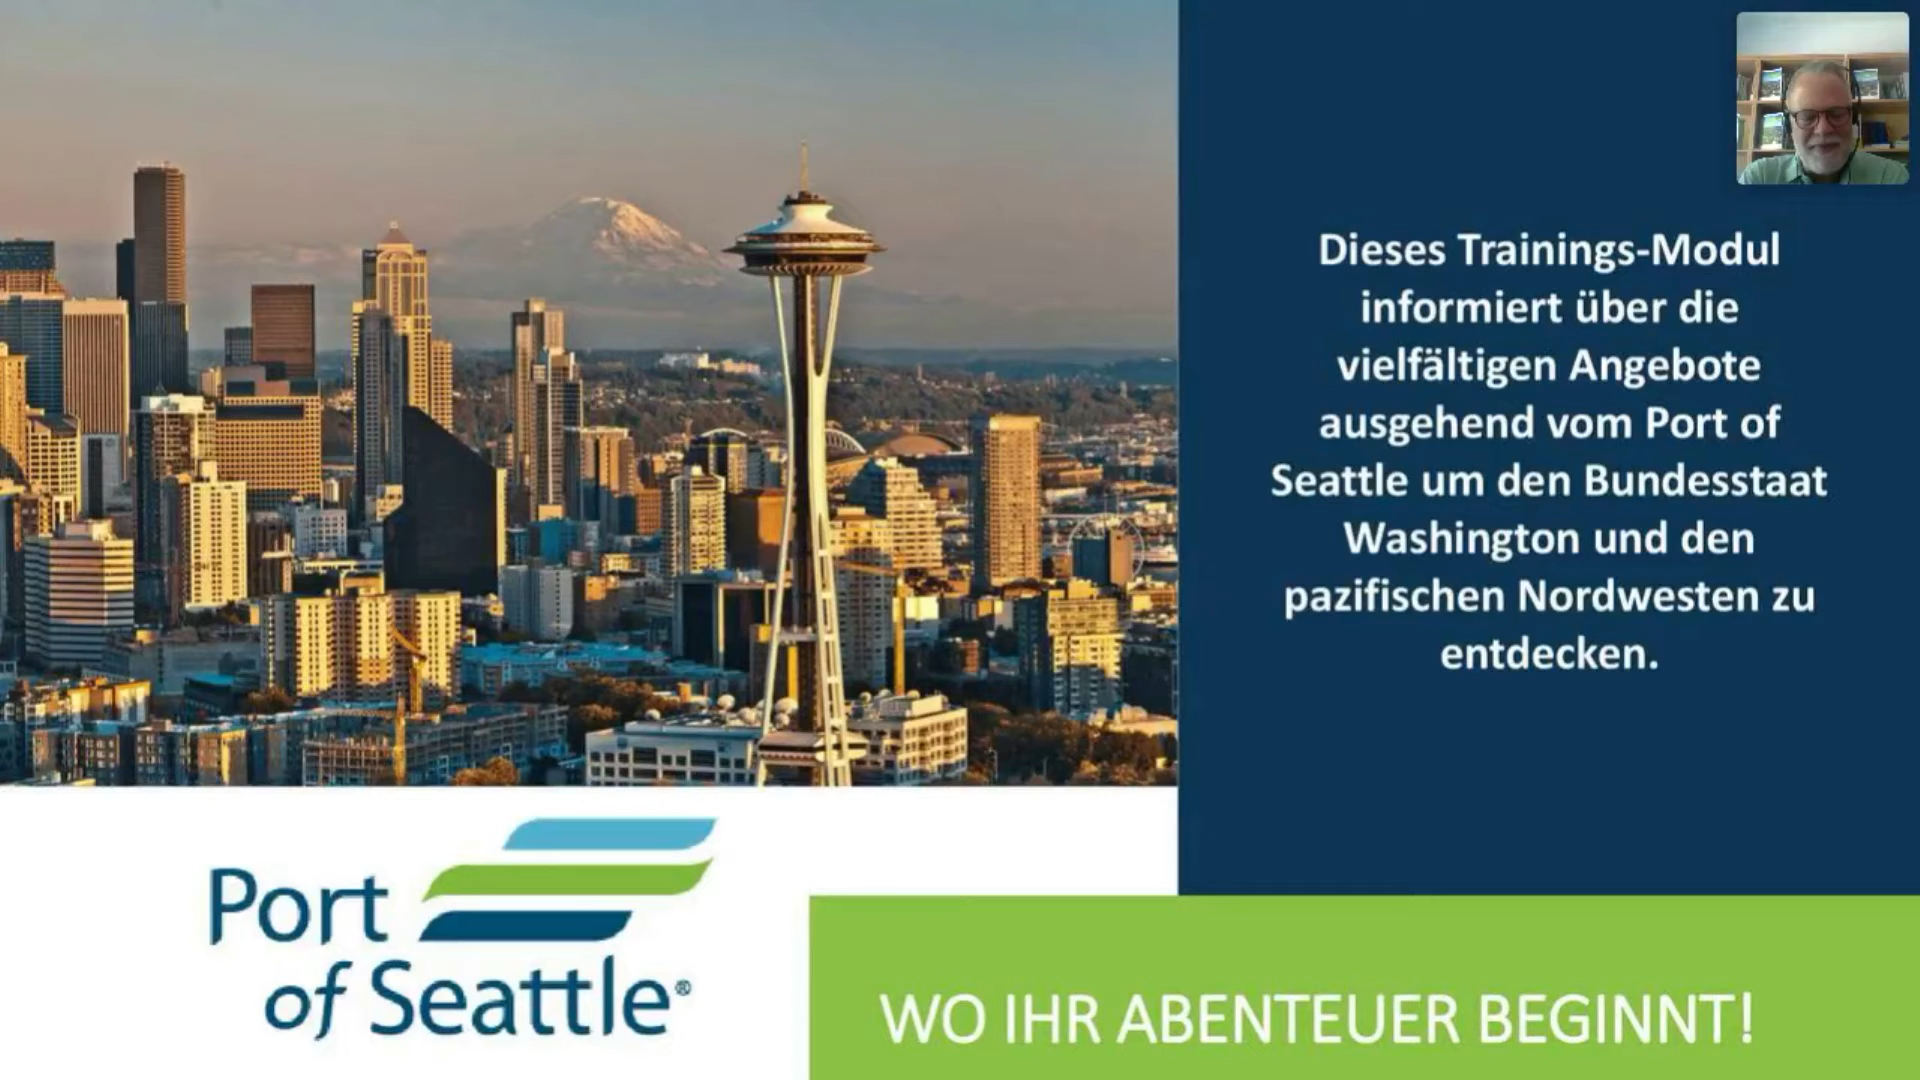 Dieses Trainings-Modul
informiert über die
vielfältigen Angebote
ausgehend vom Port of
Seattle um den Bundesstaat
Washington und den
pazifischen Nordwesten zu
entdecken.
Port
of Seattle®
WO IHR ABENTEUER BEGINNT!